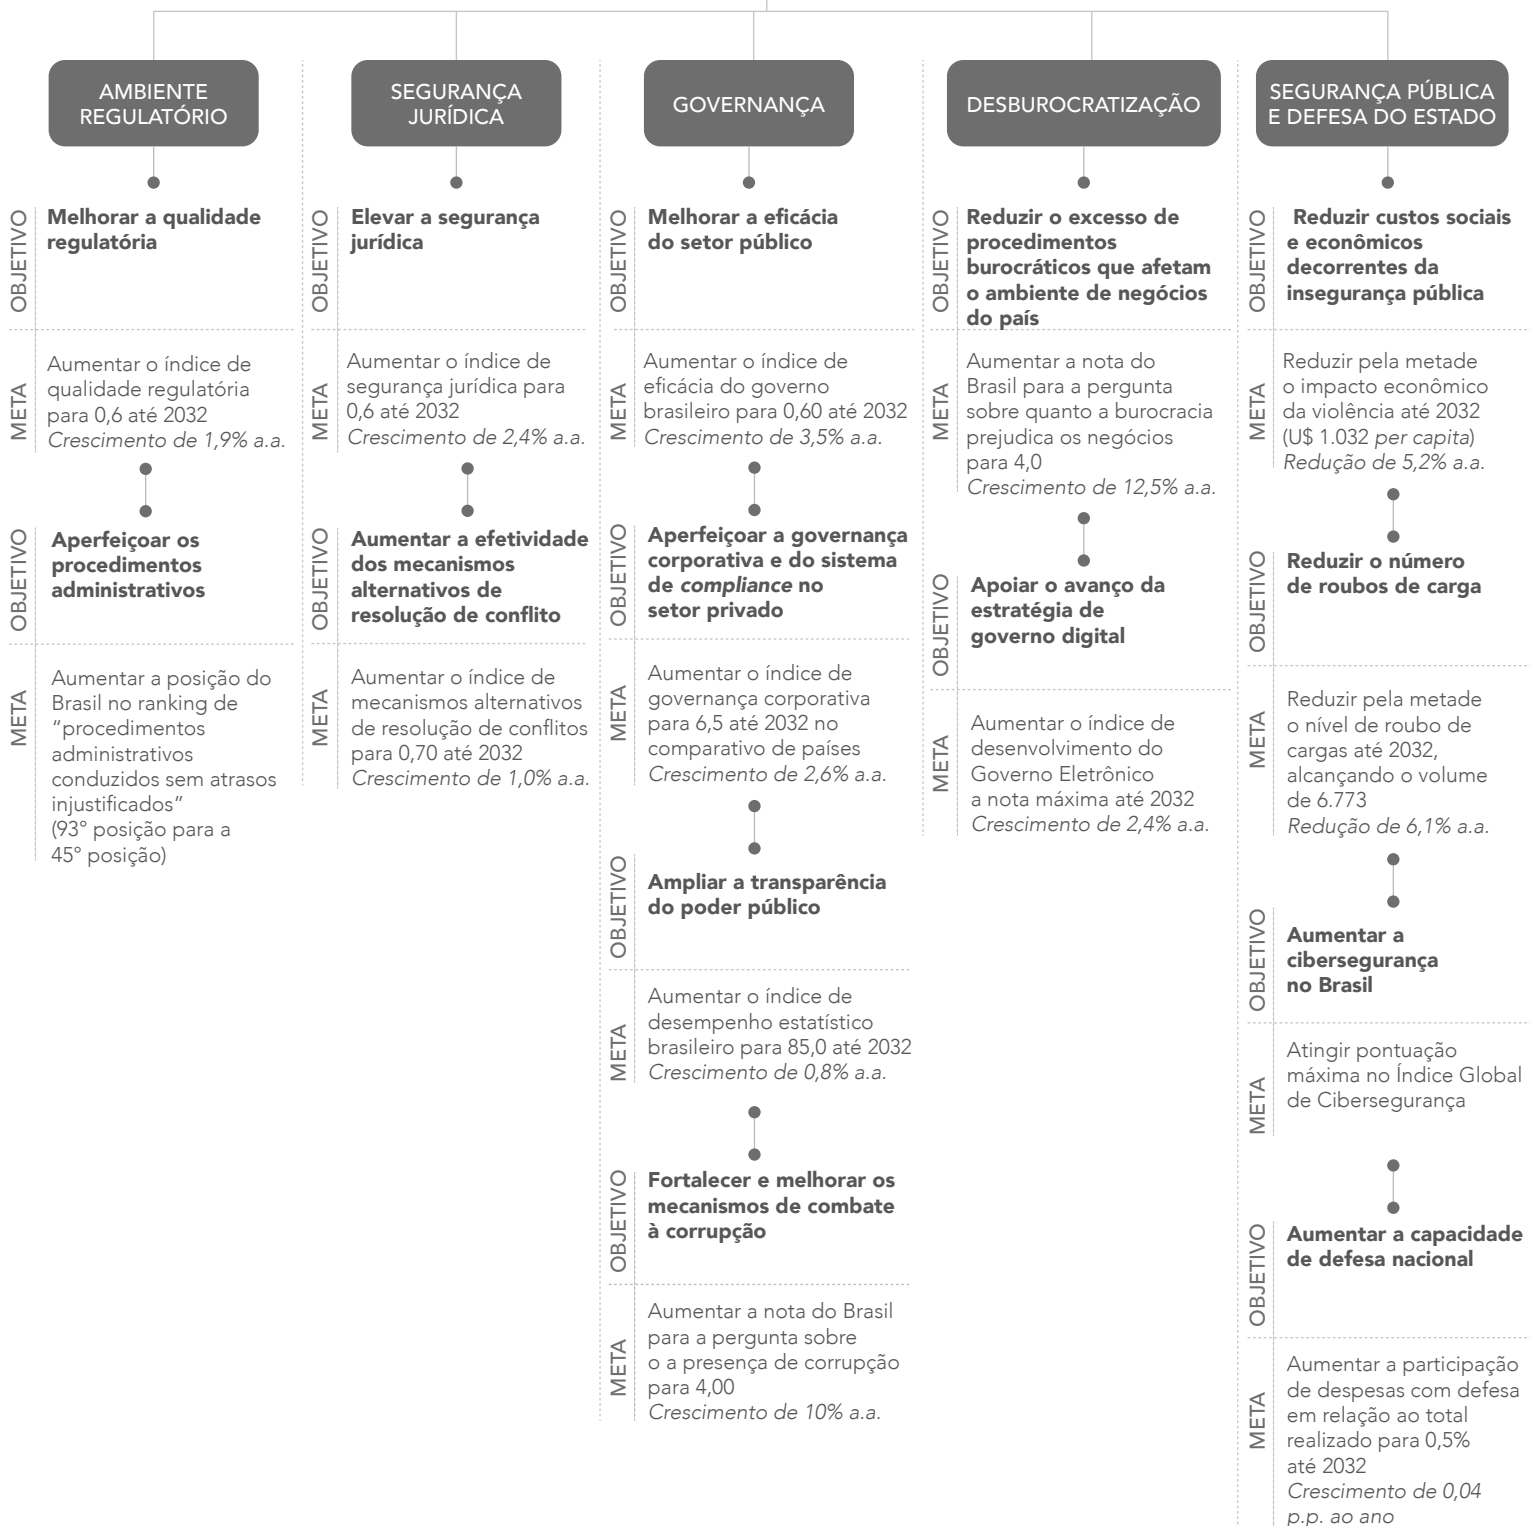 AMBIENTE
REGULATÓRIO
OBJETIVO
Melhorar a qualidade
regulatória
META
Aumentar o índice de
qualidade regulatória
para 0,6 até 2032
Crescimento de 1,9% a.a.
OBJETIVO
Aperfeiçoar os
procedimentos
administrativos
META
Aumentar a posição do
Brasil no ranking de
“procedimentos
administrativos
conduzidos sem atrasos
injustificados”
(93° posição para a
45° posição)
SEGURANÇA
JURÍDICA
OBJETIVO
Elevar a segurança
jurídica
META
Aumentar o índice de
segurança jurídica para
0,6 até 2032
Crescimento de 2,4% a.a.
OBJETIVO
Aumentar a efetividade
dos mecanismos
alternativos de
resolução de conflito
META
Aumentar o índice de
mecanismos alternativos
de resolução de conflitos
para 0,70 até 2032
Crescimento de 1,0% a.a.
GOVERNANÇA
OBJETIVO
Melhorar a eficácia
do setor público
META
Aumentar o índice de
eficácia do governo
brasileiro para 0,60 até 2032
Crescimento de 3,5% a.a.
OBJETIVO
Aperfeiçoar a governança
corporativa e do sistema
de compliance no
setor privado
META
Aumentar o índice de
governança corporativa
para 6,5 até 2032 no
comparativo de países
Crescimento de 2,6% a.a.
OBJETIVO
Ampliar a transparência
do poder público
META
Aumentar o índice de
desempenho estatístico
brasileiro para 85,0 até 2032
Crescimento de 0,8% a.a.
OBJETIVO
Fortalecer e melhorar os
mecanismos de combate
à corrupção
META
Aumentar a nota do Brasil
para a pergunta sobre
o a presença de corrupção
para 4,00
Crescimento de 10% a.a.
DESBUROCRATIZAÇÃO
OBJETIVO
Reduzir o excesso de
procedimentos
burocráticos que afetam
o ambiente de negócios
do país
META
Aumentar a nota do
Brasil para a pergunta
sobre quanto a burocracia
prejudica os negócios
para 4,0
Crescimento de 12,5% a.a.
OBJETIVO
Apoiar o avanço da
estratégia de
governo digital
META
Aumentar o índice de
desenvolvimento do
Governo Eletrônico
a nota máxima até 2032
Crescimento de 2,4% a.a.
SEGURANÇA PÚBLICA
E DEFESA DO ESTADO
OBJETIVO
Reduzir custos sociais
e econômicos
decorrentes da
insegurança pública
META
Reduzir pela metade
o impacto econômico
da violência até 2032
(U$ 1.032 per capita)
Redução de 5,2% a.a.
OBJETIVO
Reduzir o número
de roubos de carga
META
Reduzir pela metade
o nível de roubo de
cargas até 2032,
alcançando o volume
de 6.773
Redução de 6,1% a.a.
OBJETIVO
Aumentar a
cibersegurança
no Brasil
META
Atingir pontuação
máxima no Índice Global
de Cibersegurança
OBJETIVO
Aumentar a capacidade
de defesa nacional
META
Aumentar a participação
de despesas com defesa
em relação ao total
realizado para 0,5%
até 2032
Crescimento de 0,04
p.p. ao ano